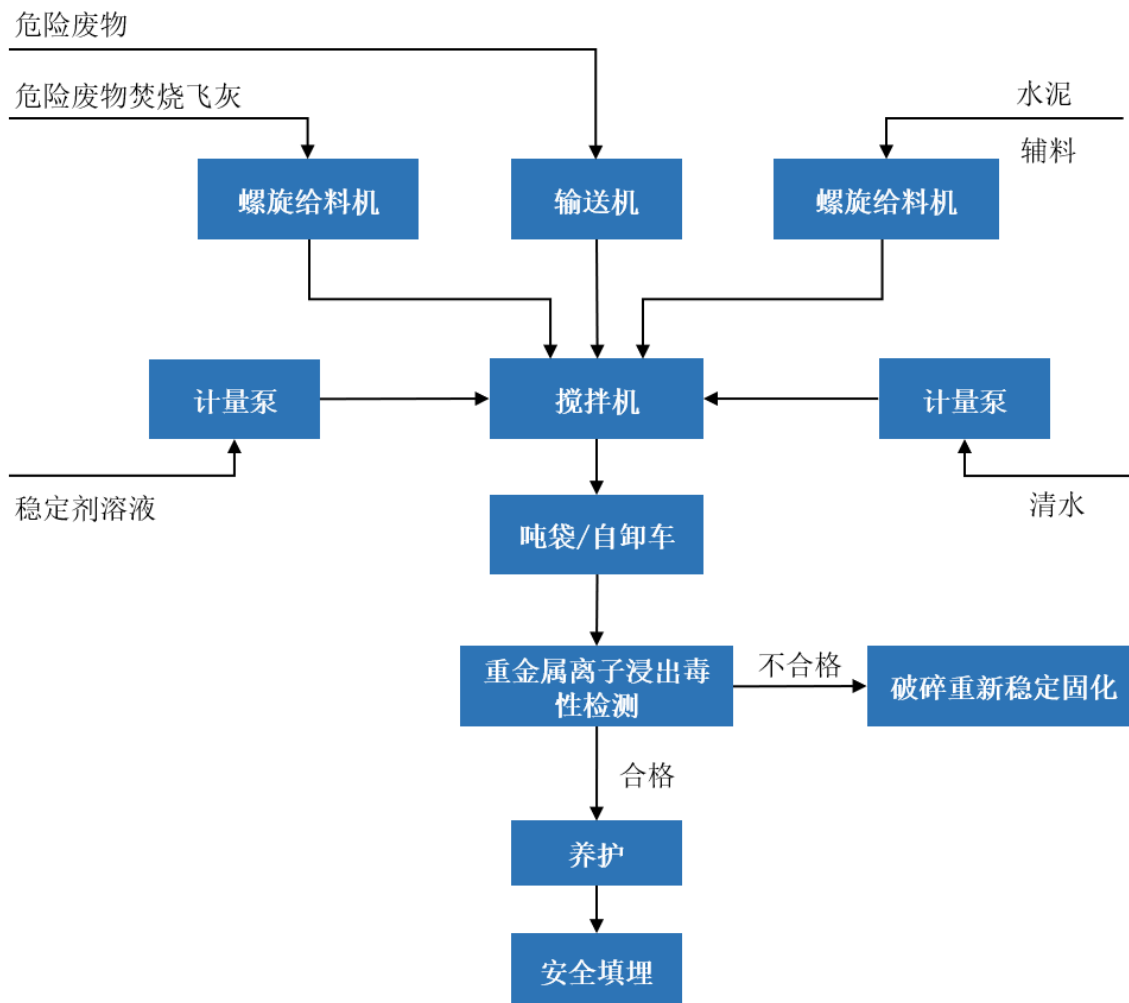 危险废物
危险废物焚烧飞灰
水泥
辅料
螺旋给料机
输送机
螺旋给料机
计量泵
搅拌机
计量泵
稳定剂溶液
清水
吨袋/自卸车
重金属离子浸出毒
性检测
不合格
破碎重新稳定固化
合格
养护
安全填埋